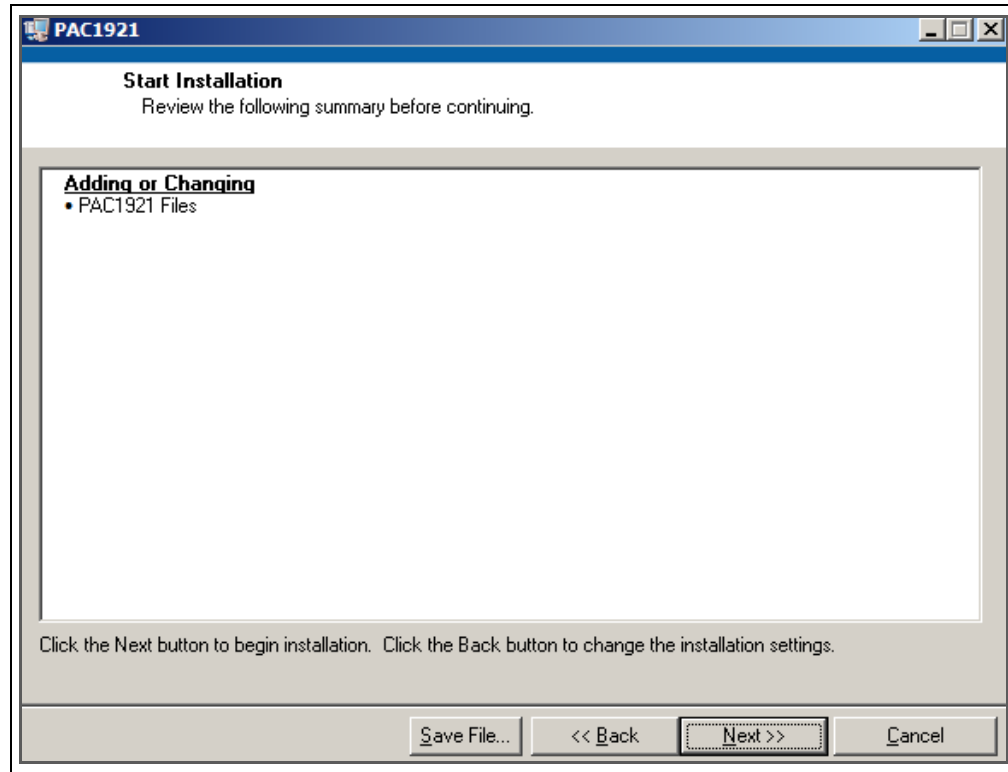 PAC1921
Start Installation
Review the following summary before continuing.
Adding or Changing
• PAC1921 Files
Click the Next button to begin installation.  Click the Back button to change the installation settings.
Save File...
<< Back
Next >>
Cancel